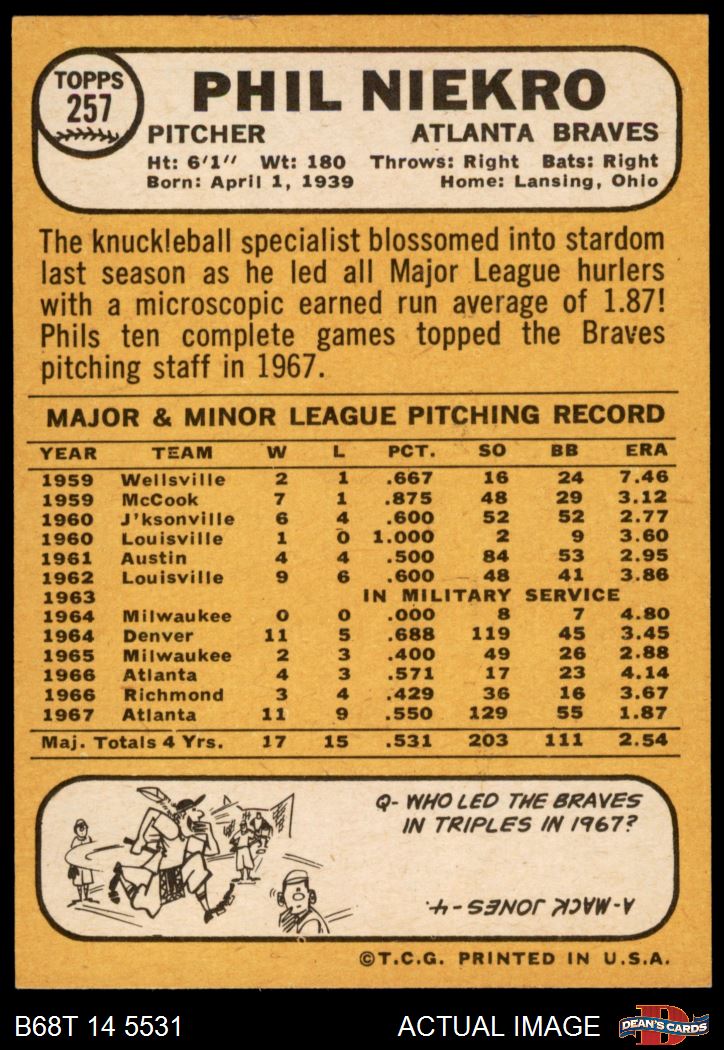 TOPPS
257
PHIL NIEKRO
PITCHER ATLANTA BRAVES
Ht: 6'1" Wt: 180 Throws: Right Bats: Right
Born: April 1, 1939 Home: Lansing, Ohio
The knuckleball specialist blossomed into stardom
last season as he led all Major League hurlers
with a microscopic earned run average of 1.87!
Phils ten complete games topped the Braves
pitching staff in 1967.
MAJOR & MINOR LEAGUE PITCHING RECORD
YEAR TEAM W L PCT. SO BB ERA
1959 Wellsville 2 1 .667 16 24 7.46
1959 McCook 7 1 .875 48 29 3.12
1960 J'ksonville 6 4 .600 52 52 2.77
1960 Louisville 1 0 1.000 2 9 3.60
1961 Austin 4 4 .500 84 53 2.95
1962 Louisville 9 6 .600 48 41 3.86
1963 IN MILITARY SERVICE
1964 Milwaukee 0 0 .000 8 7 4.80
1964 Denver 11 5 .688 119 45 3.45
1965 Milwaukee 2 3 .400 49 26 2.88
1966 Atlanta 4 3 .571 17 23 4.14
1966 Richmond 3 4 .429 36 16 3.67
1967 Atlanta 11 9 .550 129 55 1.87
Maj. Totals 4 Yrs. 17 15 .531 203 111 2.54
Q- WHO LED THE BRAVES
IN TRIPLES IN 1967?
A- MACK JONES - 4.
©T.C.G. PRINTED IN U.S.A.
B68T 14 5531 ACTUAL IMAGE D DEAN'S CARDS